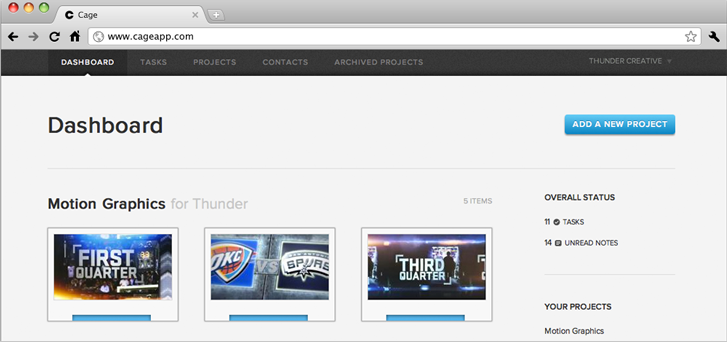 Cage
www.cageapp.com
DASHBOARD TASKS PROJECTS CONTACTS ARCHIVED PROJECTS THUNDER CREATIVE
Dashboard
ADD A NEW PROJECT
Motion Graphics for Thunder
5 ITEMS
FIRST
QUARTER
OKC
VS
SPURS
THIRD
QUARTER
OVERALL STATUS
11 TASKS
14 UNREAD NOTES
YOUR PROJECTS
Motion Graphics